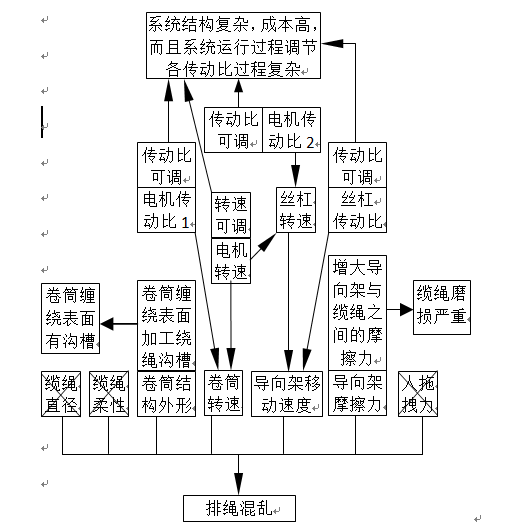 系统结构复杂，成本高，
而且系统运行过程调节
各传动比过程复杂
传动比
可调
电机传
动比 2
传动比
可调
电机传
动比 1
转速
可调
电机
转速
丝杠
转速
传动比
可调
丝杠
传动比
卷筒缠
绕表面
有沟槽
卷筒缠
绕表面
加工绕
绳沟槽
增大导
向架与
缆绳之
间的摩
擦力
缆绳磨
损严重
缆绳
直径
缆绳
柔性
卷筒结
构外形
卷筒
转速
导向架移
动速度
导向架
摩擦力
人拖
拽力
排绳混乱